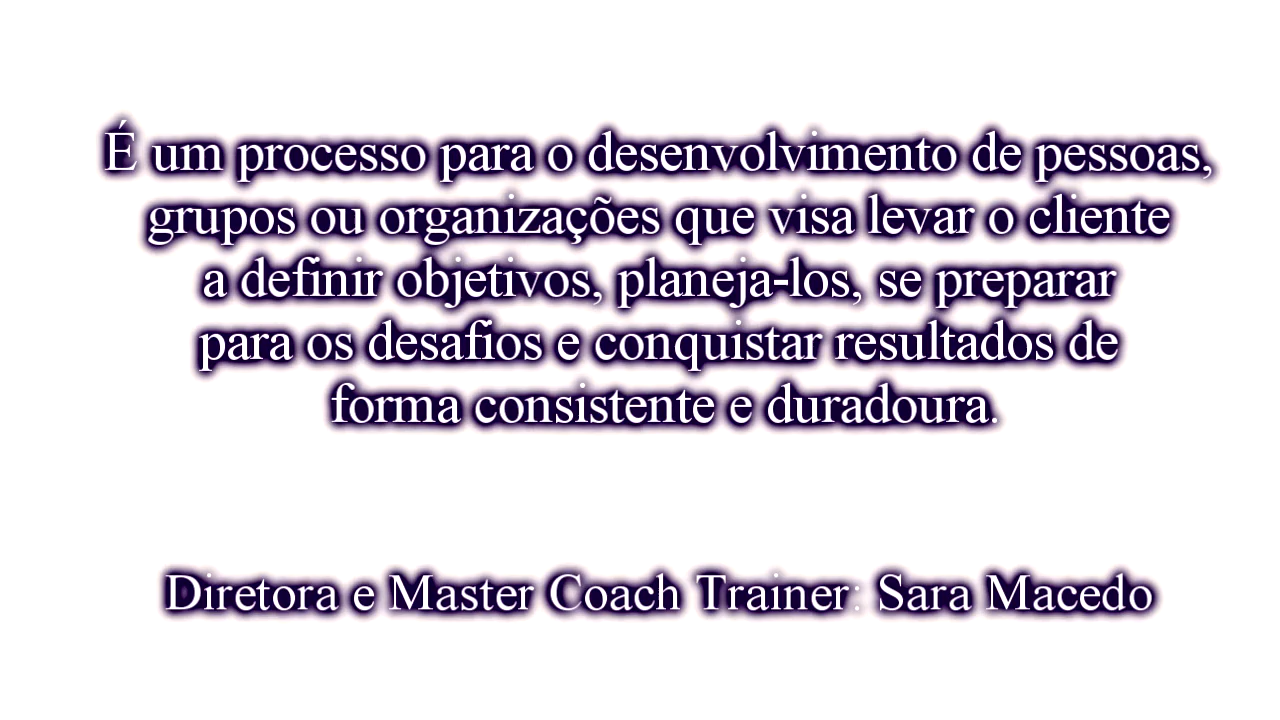 É um processo para o desenvolvimento de pessoas,
grupos ou organizações que visa levar o cliente
a definir objetivos, planeja-los, se preparar
para os desafios e conquistar resultados de
forma consistente e duradoura.
Diretora e Master Coach Trainer: Sara Macedo